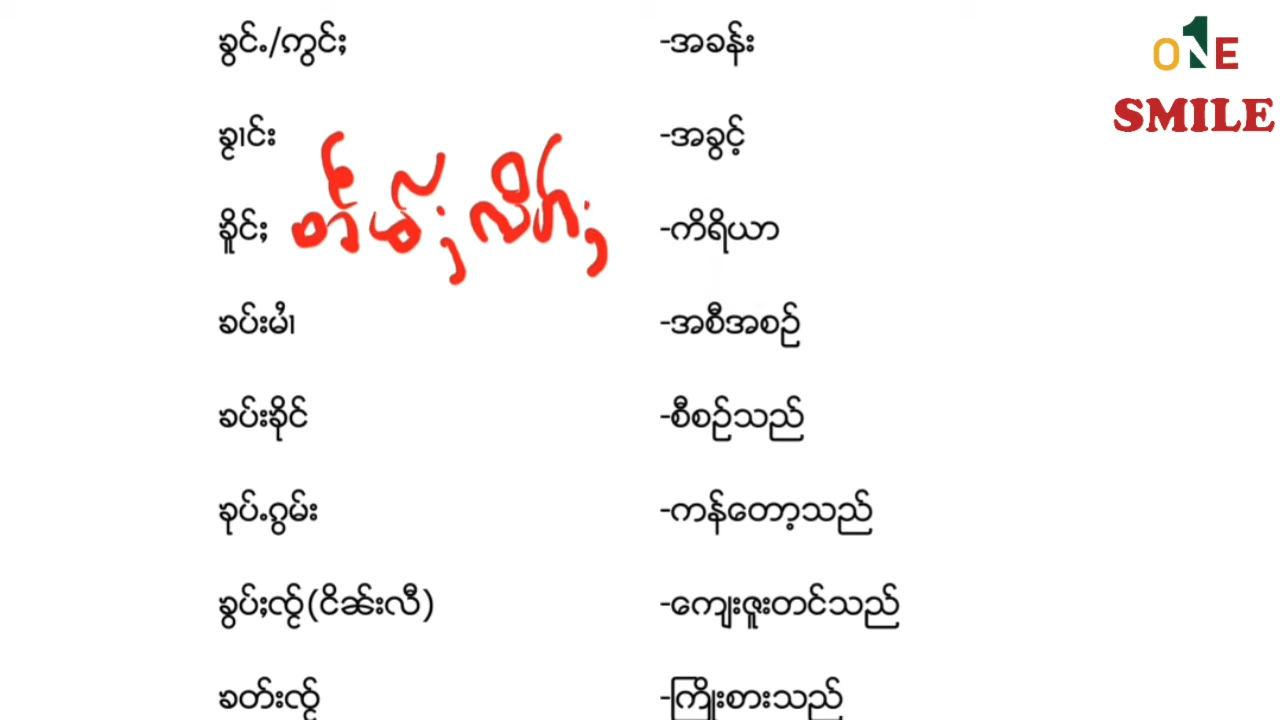 ခွင်ႉ/ကွင်ႈ -အခန်း
ၶႂၢင်း -အခွင့်
ၶိူင်ႈ -ကိရိယာ
ၶပ်းမၢႆ -အစီအစဉ်
ၶပ်းၶိုင် -စီစဉ်သည်
ၶုပ်ႉၵွမ်း -ကန်တော့သည်
ၶွပ်ႈၸႂ်(ငိၼ်းလီ) -ကျေးဇူးတင်သည်
ၶတ်းၸႂ် -ကြိုးစားသည်
ONE
SMILE